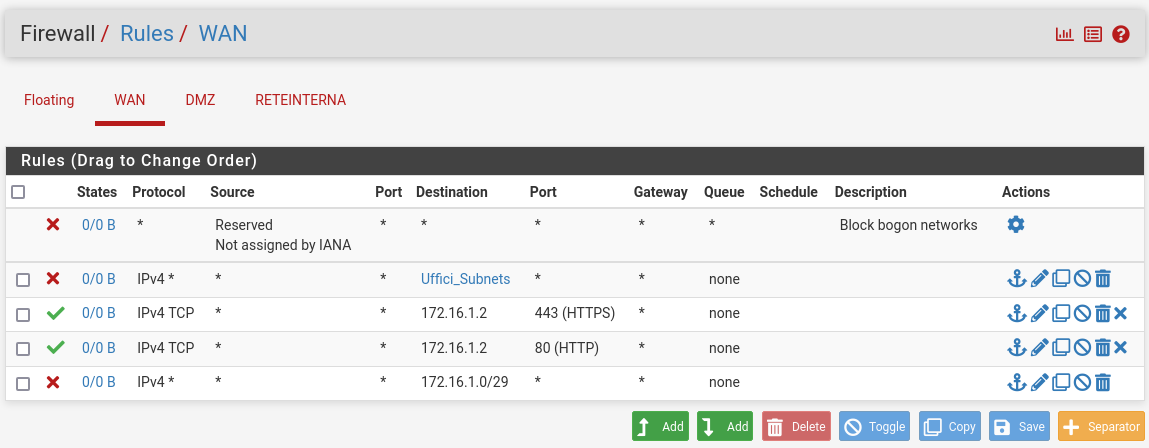 Firewall / Rules / WAN
Floating WAN DMZ RETEINTERNA
Rules (Drag to Change Order)
States Protocol Source Port Destination Port Gateway Queue Schedule Description Actions
0/0 B * Reserved * * * * * Block bogon networks
Not assigned by IANA
0/0 B IPv4 * * * Uffici_Subnets * * none
0/0 B IPv4 TCP * * 172.16.1.2 443 (HTTPS) * none
0/0 B IPv4 TCP * * 172.16.1.2 80 (HTTP) * none
0/0 B IPv4 * * * 172.16.1.0/29 * * none
Add Add Delete Toggle Copy Save Separator